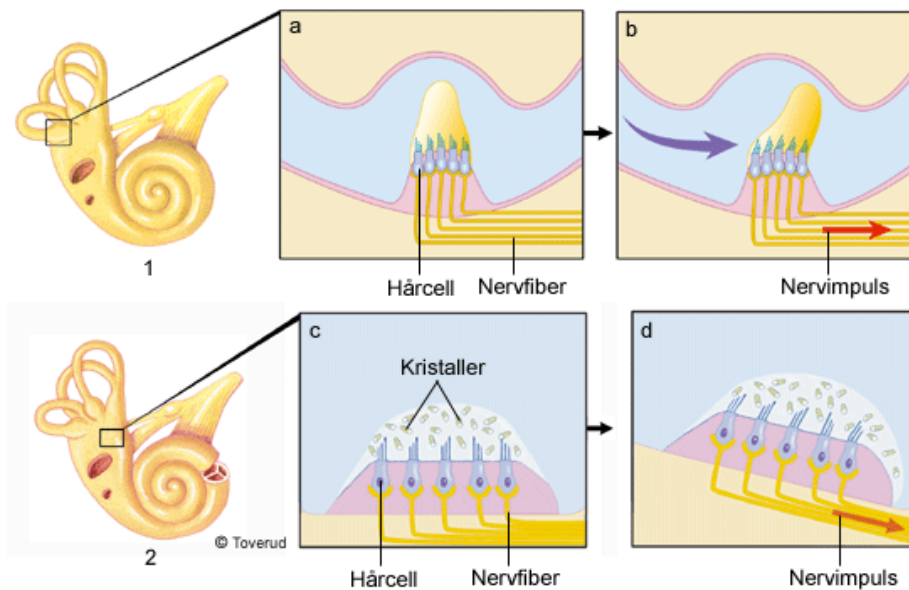 a
b
1
Hårcell
Nervfiber
Nervimpuls
c
d
Kristaller
2
© Toverud
Hårcell
Nervfiber
Nervimpuls